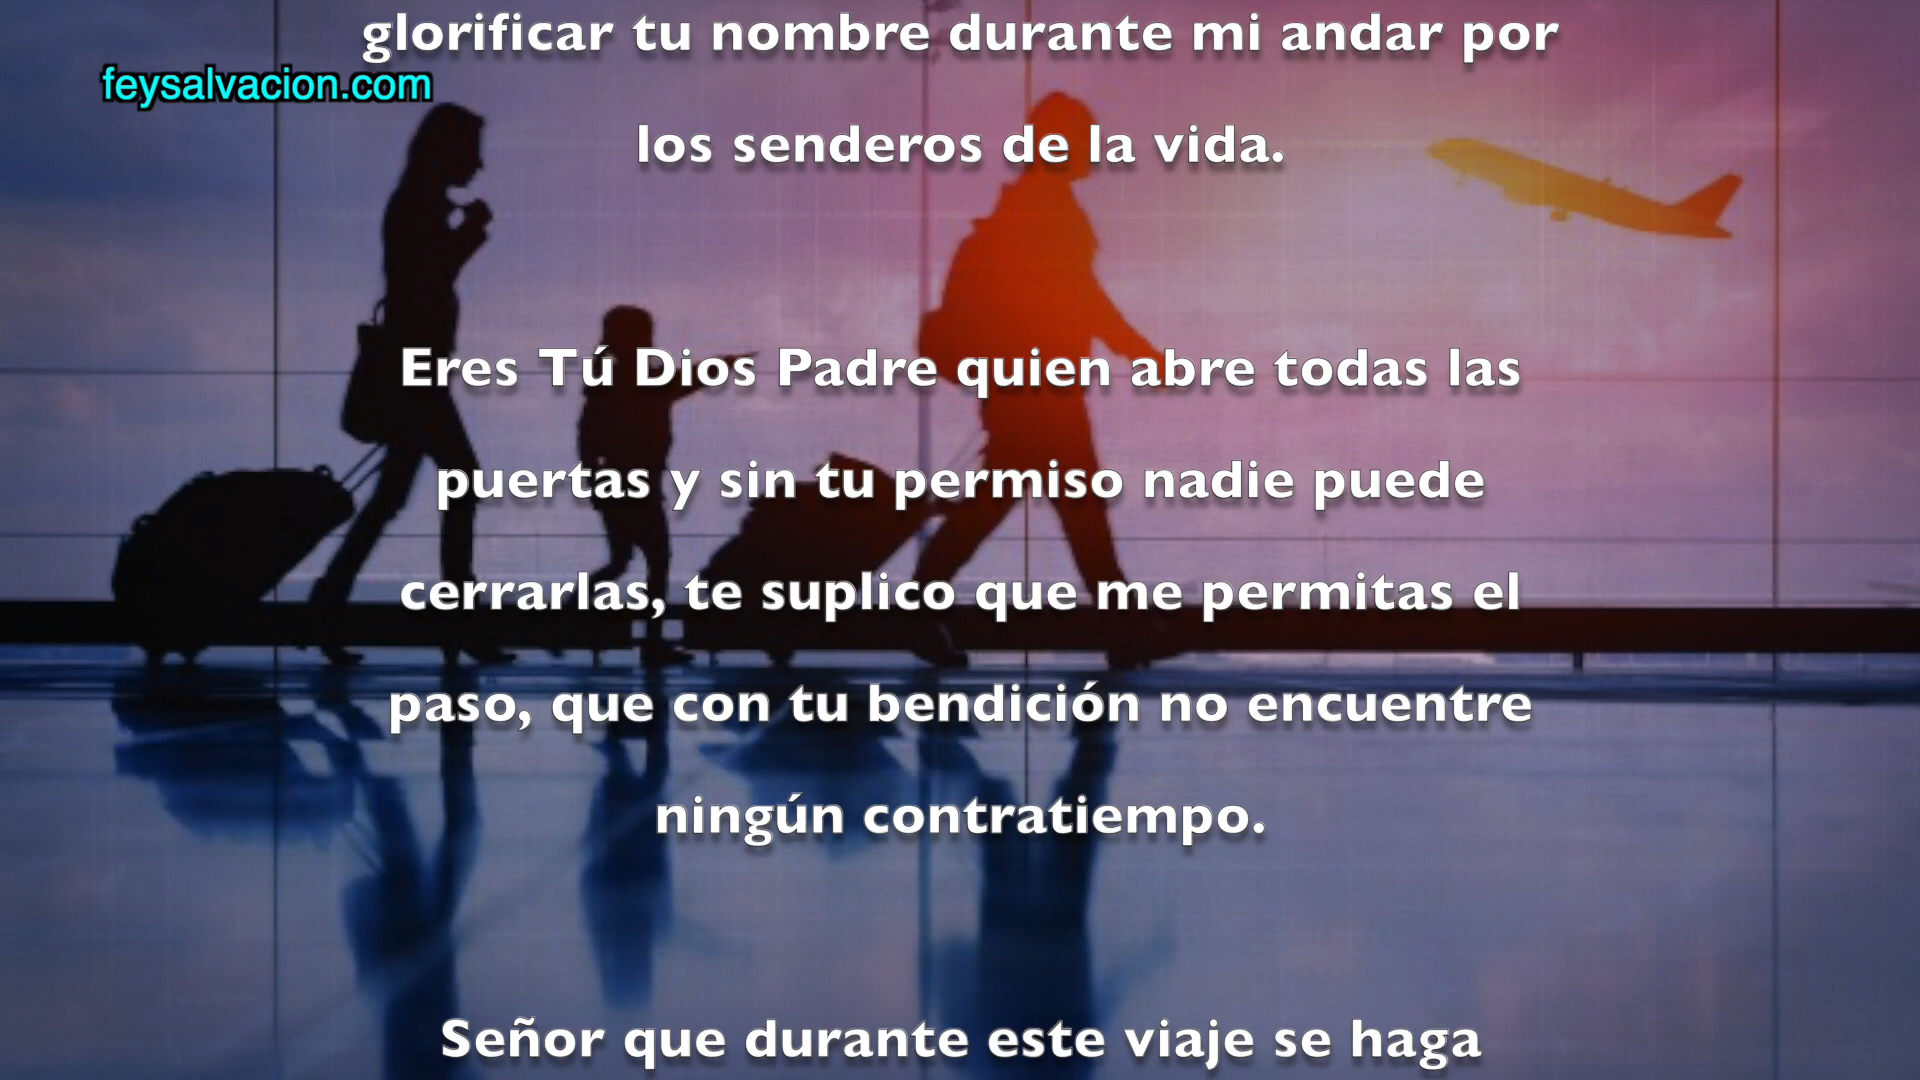 glorificar tu nombre durante mi andar por
feysalvacion.com
los senderos de la vida.
Eres Tú Dios Padre quien abre todas las
puertas y sin tu permiso nadie puede
cerrarlas, te suplico que me permitas el
paso, que con tu bendición no encuentre
ningún contratiempo.
Señor que durante este viaje se haga